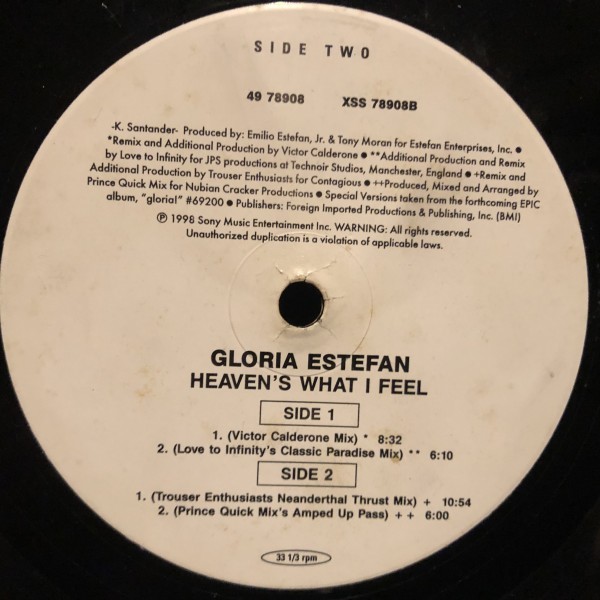 SIDE TWO
49 78908 XSS 78908B
-K. Santander- Produced by: Emilio Estefan, Jr. & Tony Moran for Estefan Enterprises, Inc. ●
*Remix and Additional Production by Victor Calderone ● **Additional Production and Remix
by Love to Infinity for JPS productions at Technoir Studios, Manchester, England ● +Remix and
Additional Production by Trouser Enthusiasts for Contagious ● ++Produced, Mixed and Arranged by
Prince Quick Mix for Nubian Cracker Productions ● Special Versions taken from the forthcoming EPIC
album, "gloria!" #69200 ● Publishers: Foreign Imported Productions & Publishing, Inc. (BMI)
℗ 1998 Sony Music Entertainment Inc. WARNING: All rights reserved.
Unauthorized duplication is a violation of applicable laws.
GLORIA ESTEFAN
HEAVEN'S WHAT I FEEL
SIDE 1
1. (Victor Calderone Mix) * 8:32
2. (Love to Infinity's Classic Paradise Mix) ** 6:10
SIDE 2
1. (Trouser Enthusiasts Neanderthal Thrust Mix) + 10:54
2. (Prince Quick Mix's Amped Up Pass) + + 6:00
33 1/3 rpm